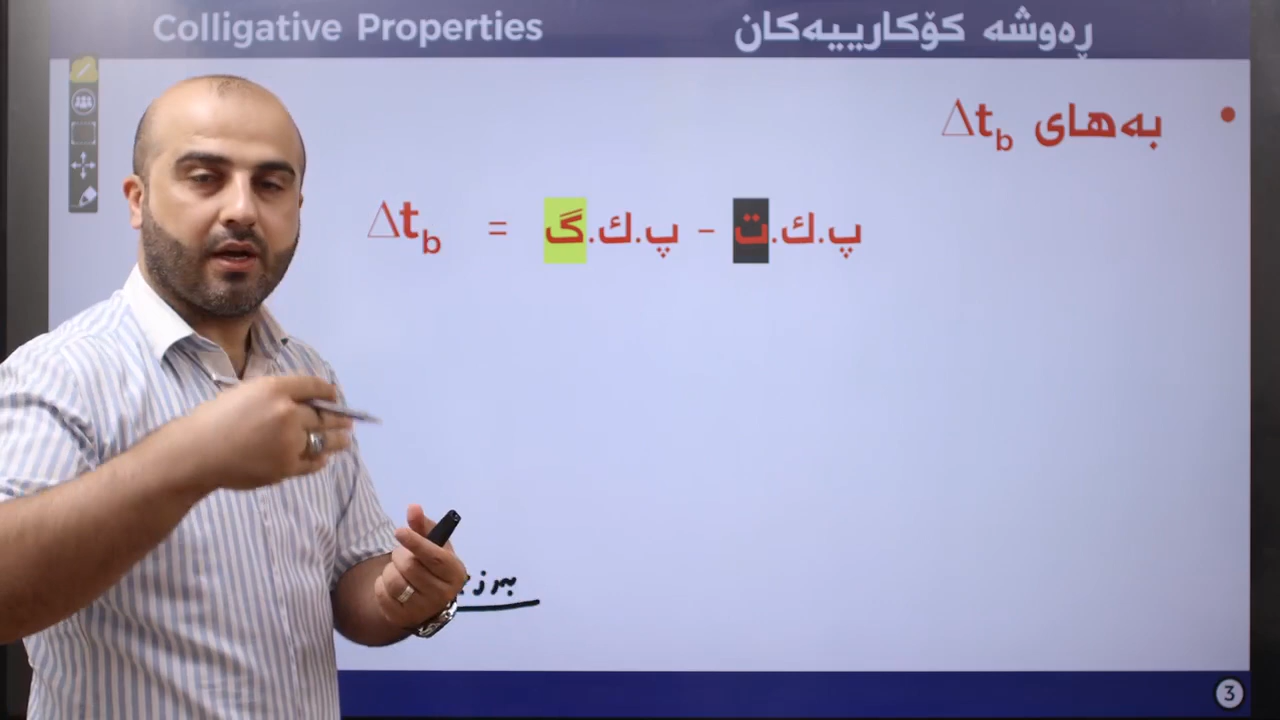 Colligative Properties ڕەوشە کۆکارییەکان
• بەهای Δtb
Δtb = پ.ك.گ - پ.ك.ت
3